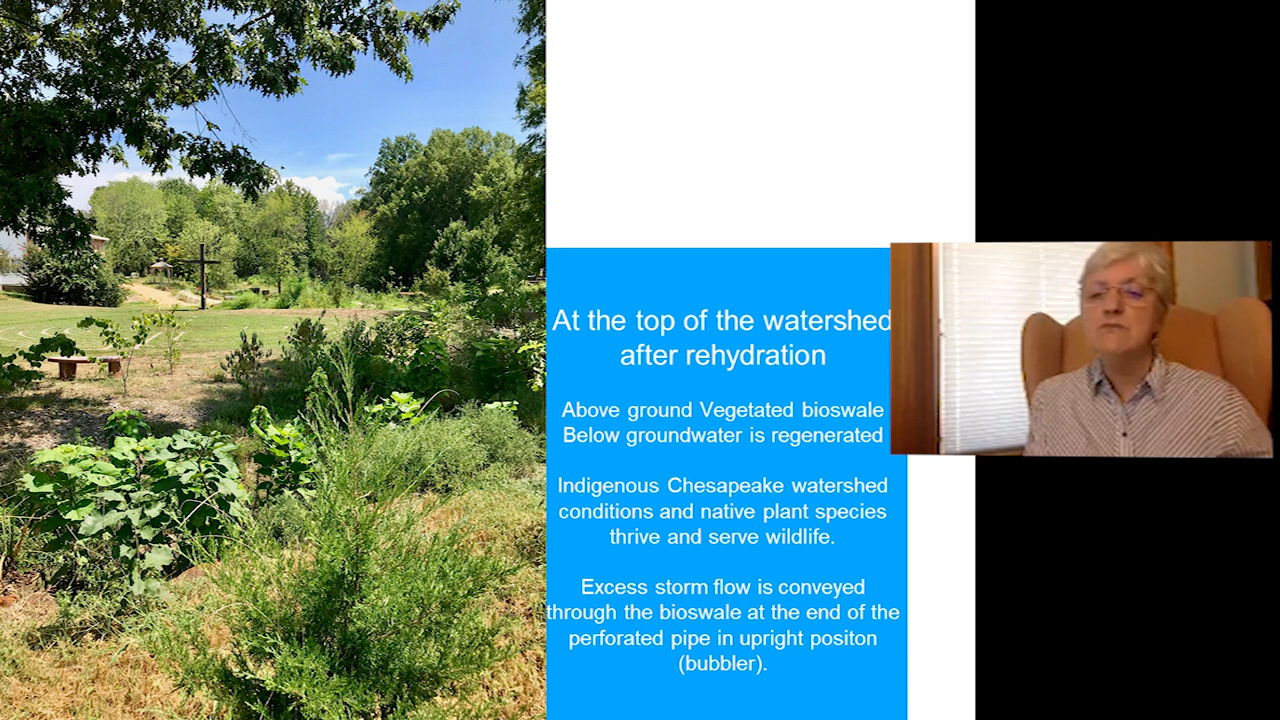 At the top of the watershed
after rehydration
Above ground Vegetated bioswale
Below groundwater is regenerated
Indigenous Chesapeake watershed
conditions and native plant species
thrive and serve wildlife.
Excess storm flow is conveyed
through the bioswale at the end of the
perforated pipe in upright positon
(bubbler).